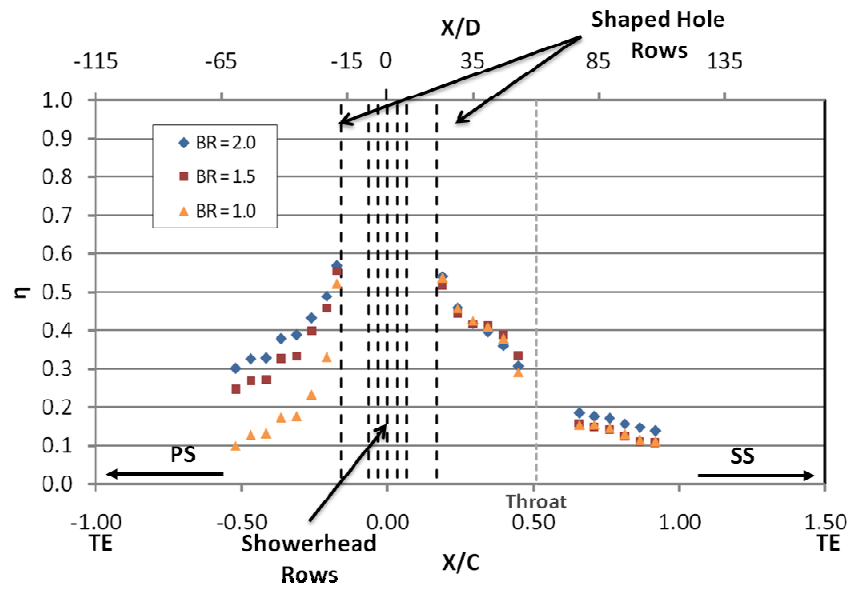 X/D
Shaped Hole
Rows
-115 -65 -15 0 35 85 135
1.0
0.9
0.8
0.7
0.6
0.5
0.4
0.3
0.2
0.1
0.0
η
BR = 2.0
BR = 1.5
BR = 1.0
PS
SS
Throat
-1.00 -0.50 0.00 0.50 1.00 1.50
TE
TE
Showerhead
Rows
X/C